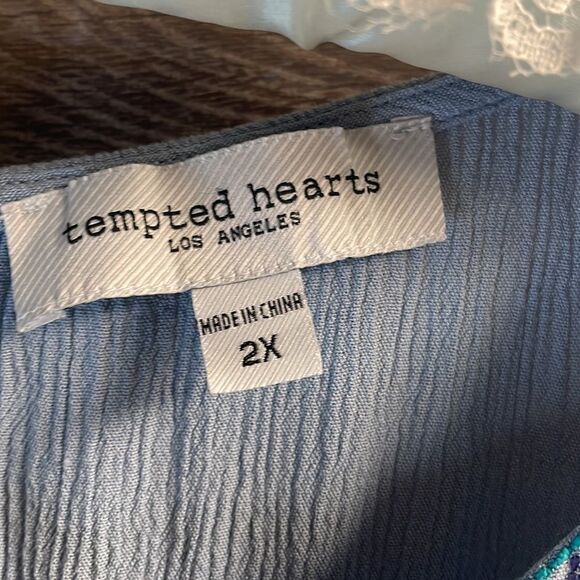 tempted hearts
LOS ANGELES
MADE IN CHINA
2X